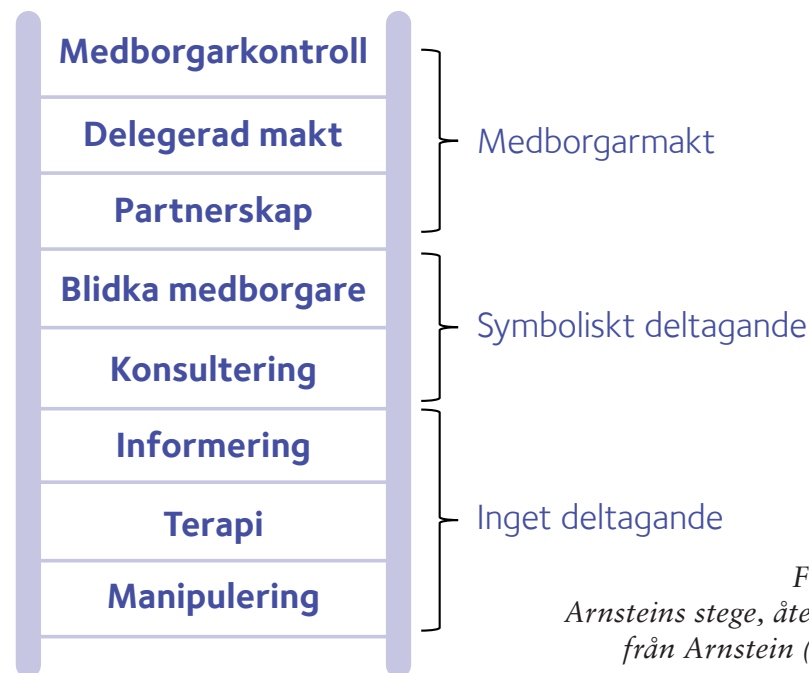 Medborgarkontroll
Delegerad makt
Medborgarmakt
Partnerskap
Blidka medborgare
Symboliskt deltagande
Konsultering
Informering
Terapi
Inget deltagande
Manipulering
Arnsteins stege,
från Arnstein (